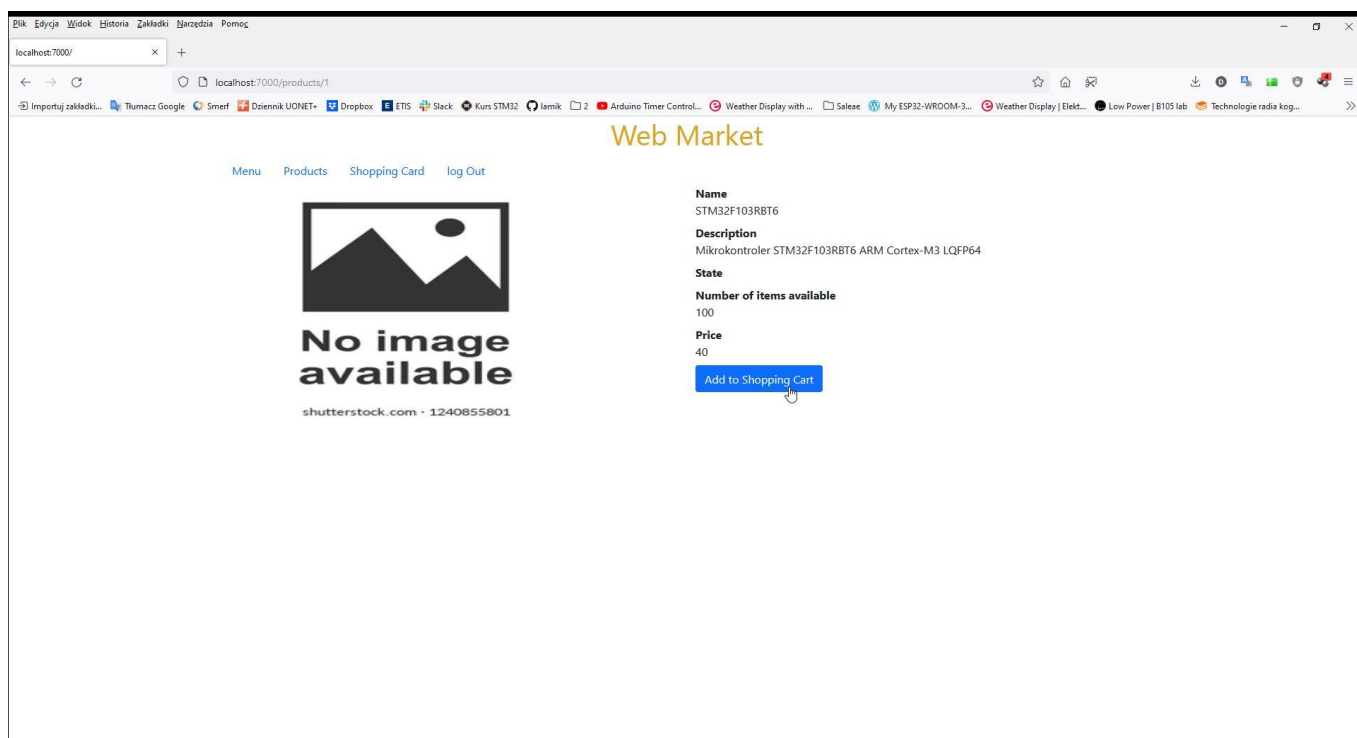 Plik Edycja Widok Historia Zakładki Narzędzia Pomoc
localhost:7000/
localhost:7000/products/1
Importuj zakładki... Tłumacz Google Smerf Dziennik UONET+ Dropbox ETIS Slack Kurs STM32 lamik 2 Arduino Timer Control... Weather Display with ... Saleae My ESP32-WROOM-3... Weather Display | Elekt... Low Power | B105 lab Technologie radia kog...
Web Market
Menu Products Shopping Card log Out
No image
available
shutterstock.com · 1240855801
Name
STM32F103RBT6
Description
Mikrokontroler STM32F103RBT6 ARM Cortex-M3 LQFP64
State
Number of items available
100
Price
40
Add to Shopping Cart